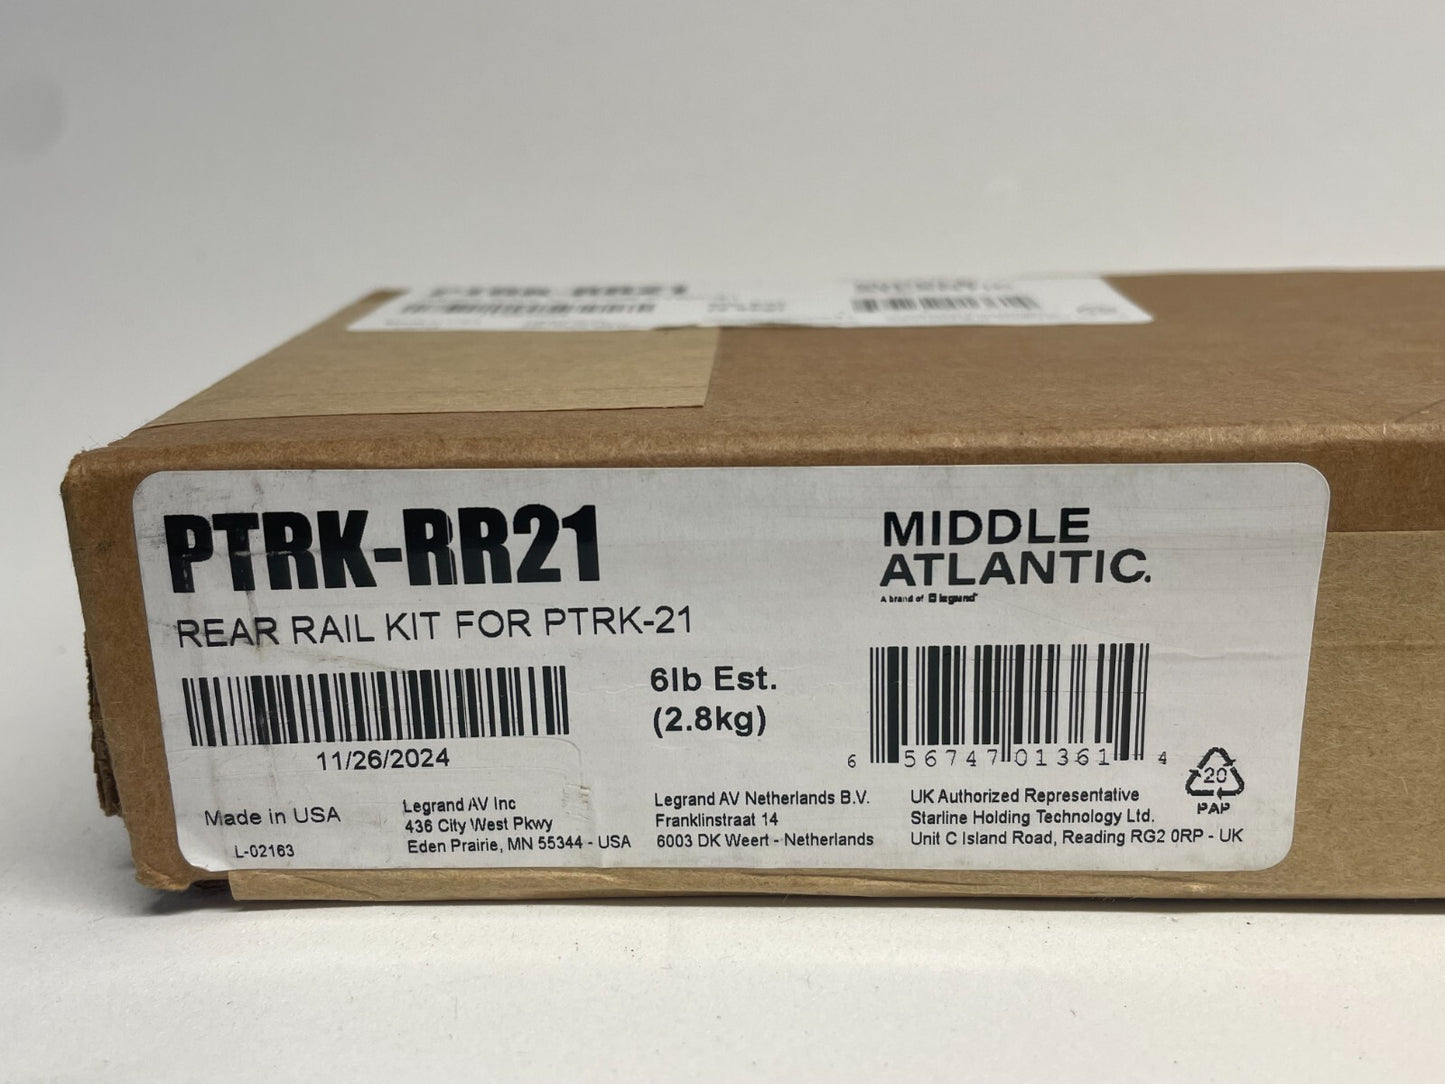 PTRK-RR21
PTRK-RR21
REAR RAIL KIT FOR PTRK-21
11/26/2024
Made in USA
L-02163
Legrand AV Inc
436 City West Pkwy
Eden Prairie, MN 55344 - USA
6lb Est.
(2.8kg)
Legrand AV Netherlands B.V.
Franklinstraat 14
6003 DK Weert - Netherlands
MIDDLE
ATLANTIC.
A brand of legrand
6 56747 01361 4
UK Authorized Representative
Starline Holding Technology Ltd.
Unit C Island Road, Reading RG2 0RP - UK
20
PAP